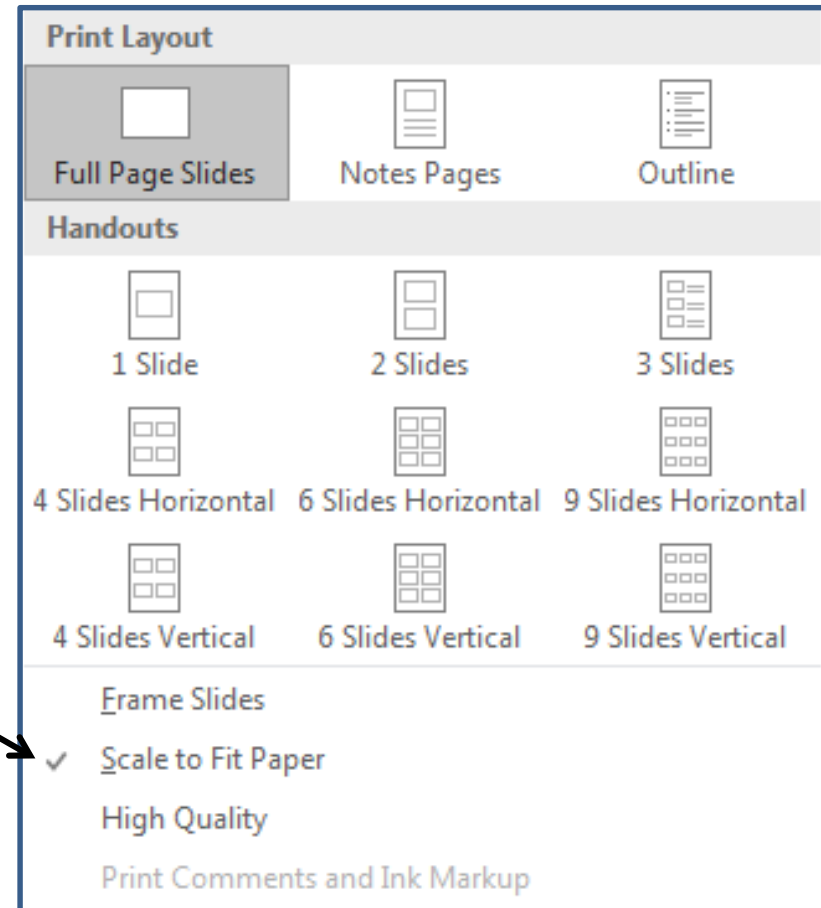 Print Layout
Full Page Slides Notes Pages Outline
Handouts
1 Slide 2 Slides 3 Slides
4 Slides Horizontal 6 Slides Horizontal 9 Slides Horizontal
4 Slides Vertical 6 Slides Vertical 9 Slides Vertical
Frame Slides
Scale to Fit Paper
High Quality
Print Comments and Ink Markup